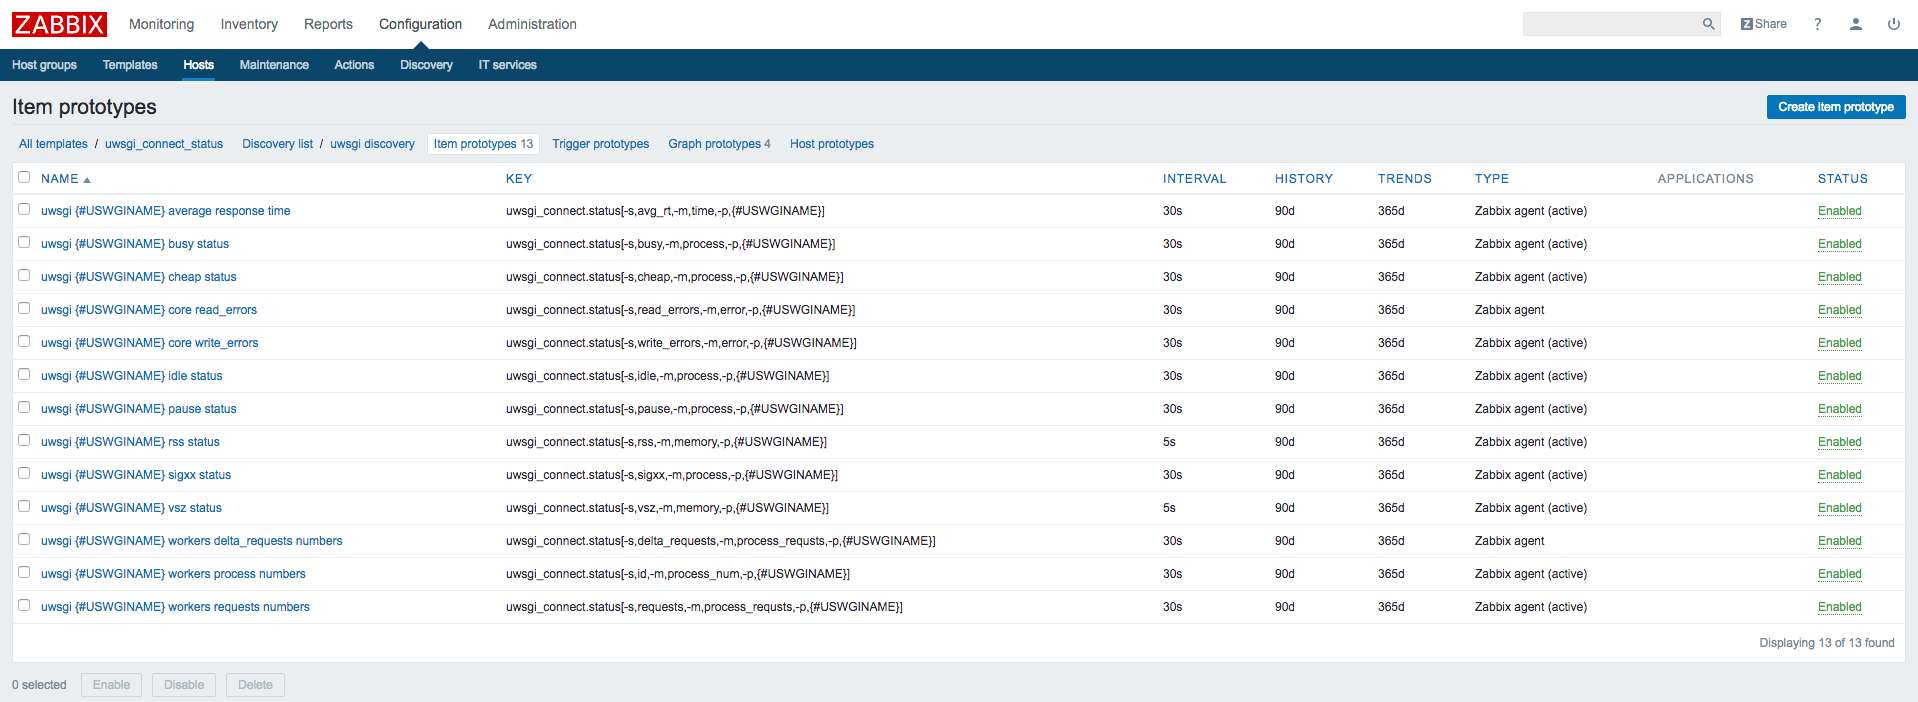 ZABBIX Monitoring Inventory Reports Configuration Administration Z Share ?
Host groups Templates Hosts Maintenance Actions Discovery IT services
Item prototypes Create item prototype
All templates / uwsgi_connect_status Discovery list / uwsgi discovery Item prototypes 13 Trigger prototypes Graph prototypes 4 Host prototypes
NAME KEY INTERVAL HISTORY TRENDS TYPE APPLICATIONS STATUS
uwsgi {#USWGINAME} average response time uwsgi_connect.status[-s,avg_rt,-m,time,-p,{#USWGINAME}] 30s 90d 365d Zabbix agent (active) Enabled
uwsgi {#USWGINAME} busy status uwsgi_connect.status[-s,busy,-m,process,-p,{#USWGINAME}] 30s 90d 365d Zabbix agent (active) Enabled
uwsgi {#USWGINAME} cheap status uwsgi_connect.status[-s,cheap,-m,process,-p,{#USWGINAME}] 30s 90d 365d Zabbix agent (active) Enabled
uwsgi {#USWGINAME} core read_errors uwsgi_connect.status[-s,read_errors,-m,error,-p,{#USWGINAME}] 30s 90d 365d Zabbix agent Enabled
uwsgi {#USWGINAME} core write_errors uwsgi_connect.status[-s,write_errors,-m,error,-p,{#USWGINAME}] 30s 90d 365d Zabbix agent (active) Enabled
uwsgi {#USWGINAME} idle status uwsgi_connect.status[-s,idle,-m,process,-p,{#USWGINAME}] 30s 90d 365d Zabbix agent (active) Enabled
uwsgi {#USWGINAME} pause status uwsgi_connect.status[-s,pause,-m,process,-p,{#USWGINAME}] 30s 90d 365d Zabbix agent (active) Enabled
uwsgi {#USWGINAME} rss status uwsgi_connect.status[-s,rss,-m,memory,-p,{#USWGINAME}] 5s 90d 365d Zabbix agent (active) Enabled
uwsgi {#USWGINAME} sigxx status uwsgi_connect.status[-s,sigxx,-m,process,-p,{#USWGINAME}] 30s 90d 365d Zabbix agent (active) Enabled
uwsgi {#USWGINAME} vsz status uwsgi_connect.status[-s,vsz,-m,memory,-p,{#USWGINAME}] 5s 90d 365d Zabbix agent (active) Enabled
uwsgi {#USWGINAME} workers delta_requests numbers uwsgi_connect.status[-s,delta_requests,-m,process_requsts,-p,{#USWGINAME}] 30s 90d 365d Zabbix agent Enabled
uwsgi {#USWGINAME} workers process numbers uwsgi_connect.status[-s,id,-m,process_num,-p,{#USWGINAME}] 30s 90d 365d Zabbix agent (active) Enabled
uwsgi {#USWGINAME} workers requests numbers uwsgi_connect.status[-s,requests,-m,process_requsts,-p,{#USWGINAME}] 30s 90d 365d Zabbix agent (active) Enabled
Displaying 13 of 13 found
0 selected Enable Disable Delete